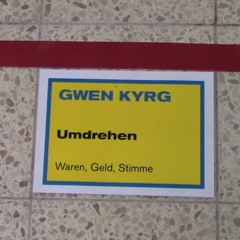 GWEN KYRG
Umdrehen
Waren, Geld, Stimme